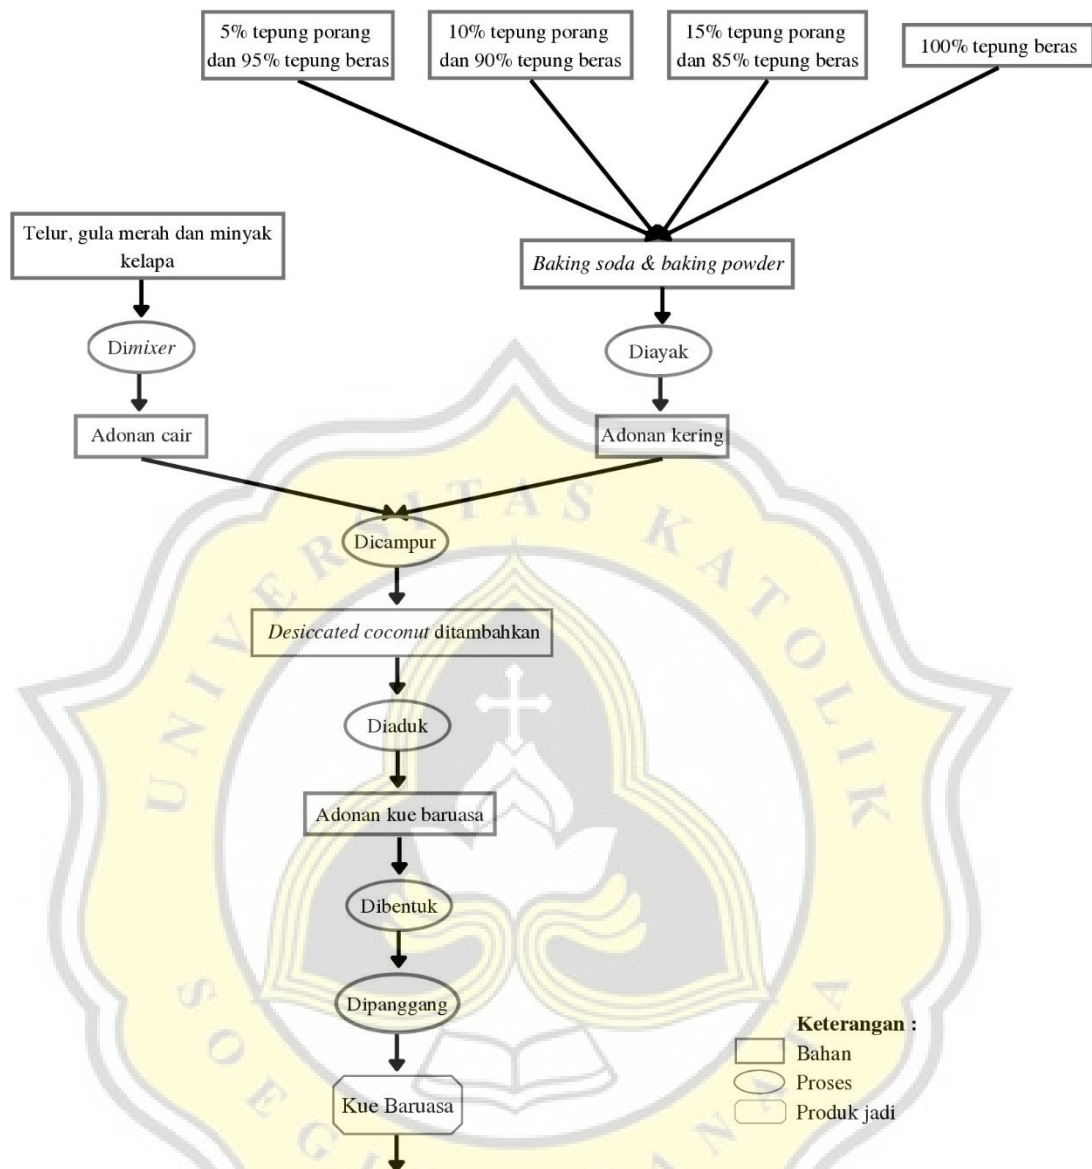 5% tepung porang
dan 95% tepung beras
10% tepung porang
dan 90% tepung beras
15% tepung porang
dan 85% tepung beras
100% tepung beras
Telur, gula merah dan minyak
kelapa
Baking soda & baking powder
Dimixer
Diayak
Adonan cair
Adonan kering
Dicampur
Desiccated coconut ditambahkan
Diaduk
Adonan kue baruasa
Dibentuk
Dipanggang
Kue Baruasa
Keterangan :
Bahan
Proses
Produk jadi
UNIVERSITAS KATOLIK